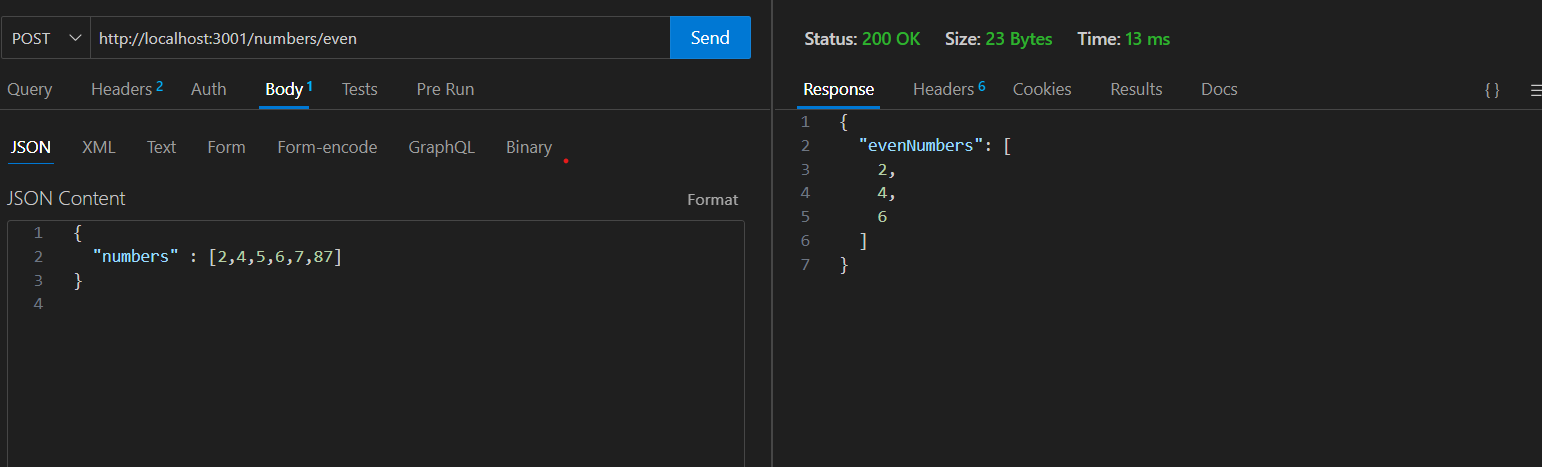 POST http://localhost:3001/numbers/even Send
Query Headers 2 Auth Body 1 Tests Pre Run
JSON XML Text Form Form-encode GraphQL Binary
JSON Content Format
1 {
2 "numbers" : [2,4,5,6,7,87]
3 }
4
Status: 200 OK Size: 23 Bytes Time: 13 ms
Response Headers 6 Cookies Results Docs { }
1 {
2 "evenNumbers": [
3 2,
4 4,
5 6
6 ]
7 }